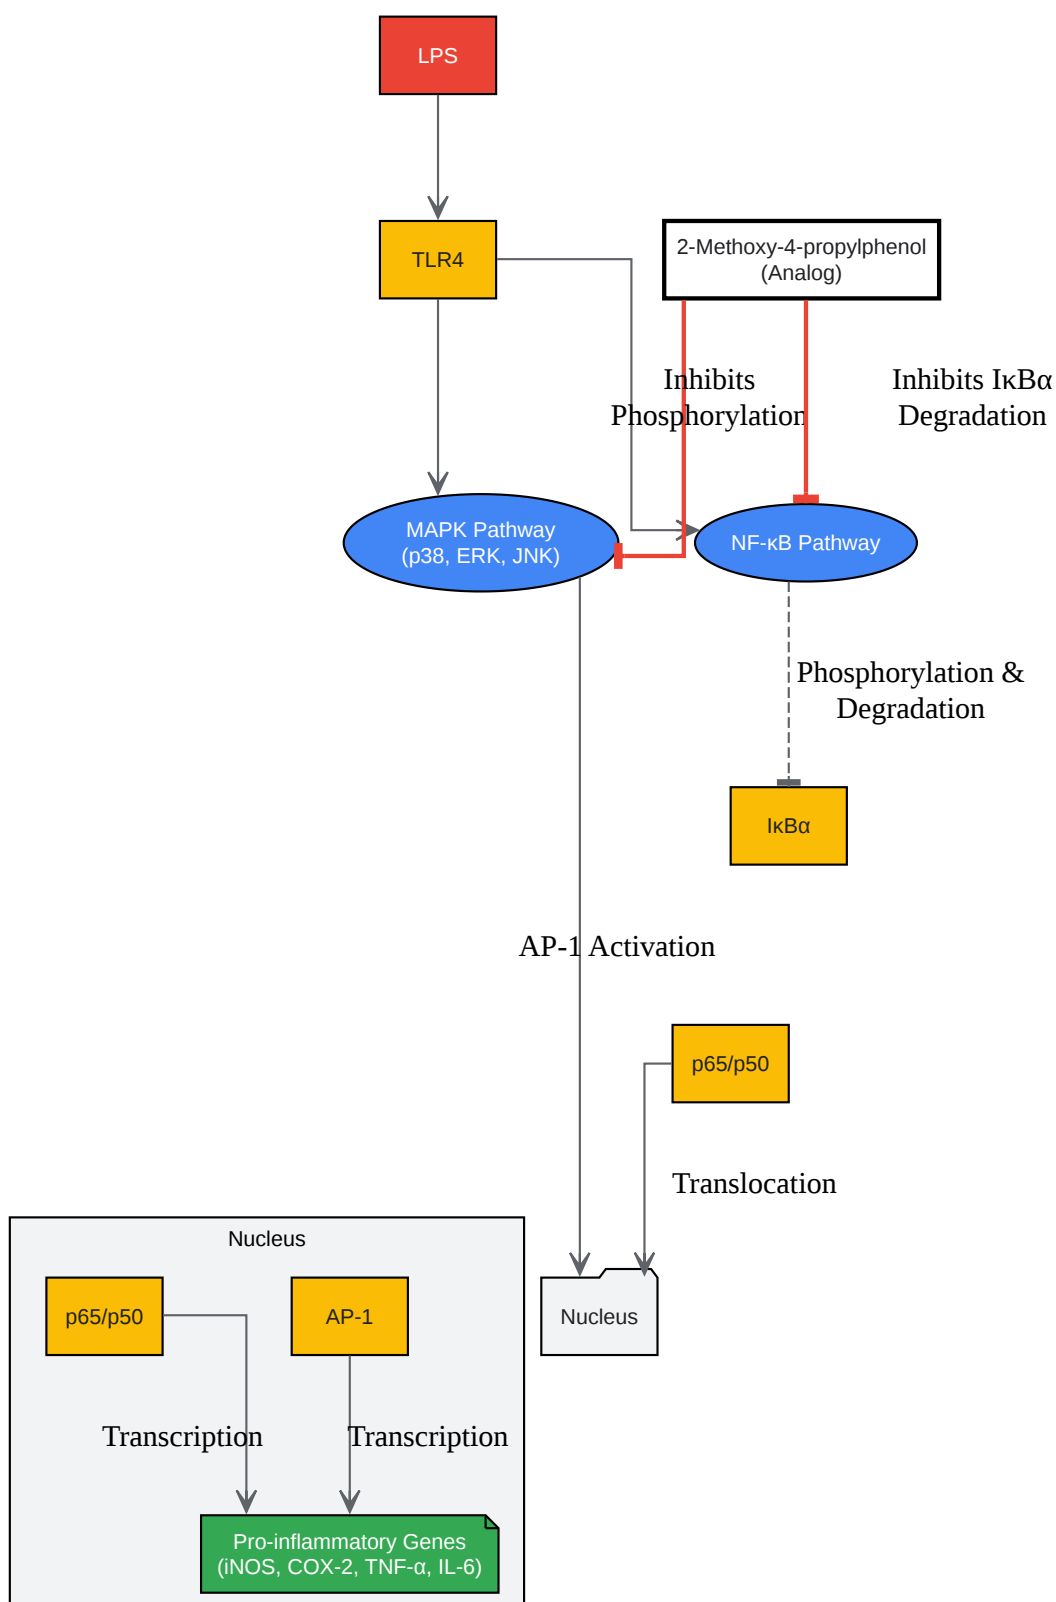 LPS
TLR4
2-Methoxy-4-propylphenol
(Analog)
Inhibits
Phosphorylation
Inhibits IκBα
Degradation
MAPK Pathway
(p38, ERK, JNK)
NF-κB Pathway
Phosphorylation &
Degradation
IκBα
AP-1 Activation
p65/p50
Translocation
Nucleus
p65/p50
AP-1
Nucleus
Transcription
Transcription
Pro-inflammatory Genes
(iNOS, COX-2, TNF-α, IL-6)